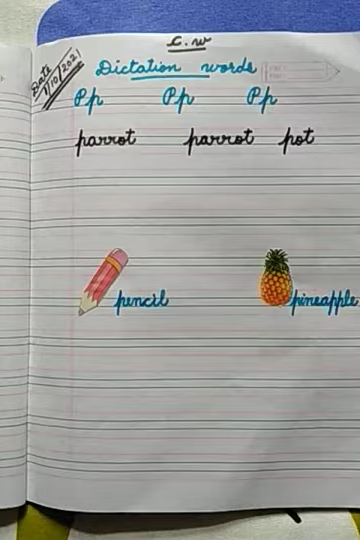 C.w
Date
1/10/2021
Dictation words
Pp Pp Pp
parrot parrot pot
pencil pineapple